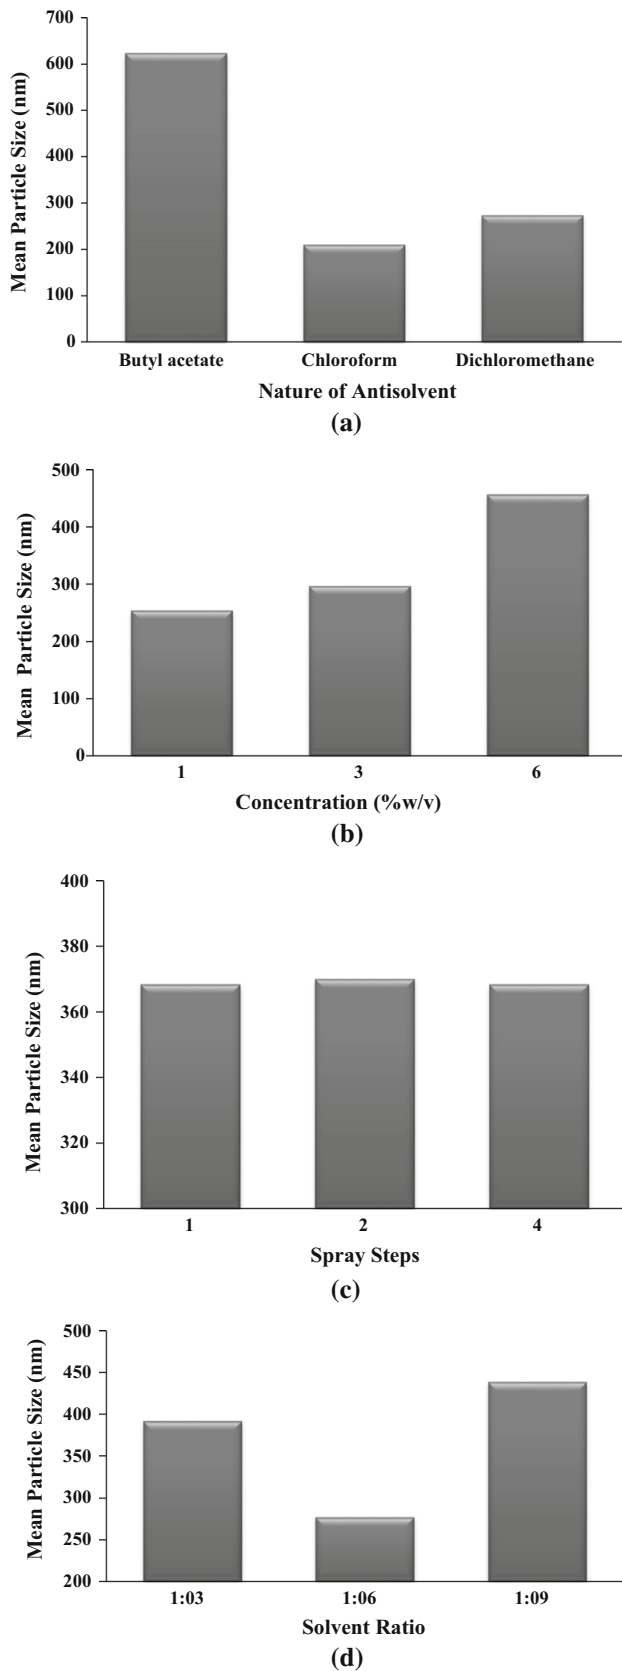 700
600
500
400
300
200
100
0
Mean Particle Size (nm)
Butyl acetate Chloroform Dichloromethane
Nature of Antisolvent
(a)
500
400
300
200
100
0
Mean Particle Size (nm)
1 3 6
Concentration (%w/v)
(b)
400
380
360
340
320
300
Mean Particle Size (nm)
1 2 4
Spray Steps
(c)
500
450
400
350
300
250
200
Mean Particle Size (nm)
1:03 1:06 1:09
Solvent Ratio
(d)